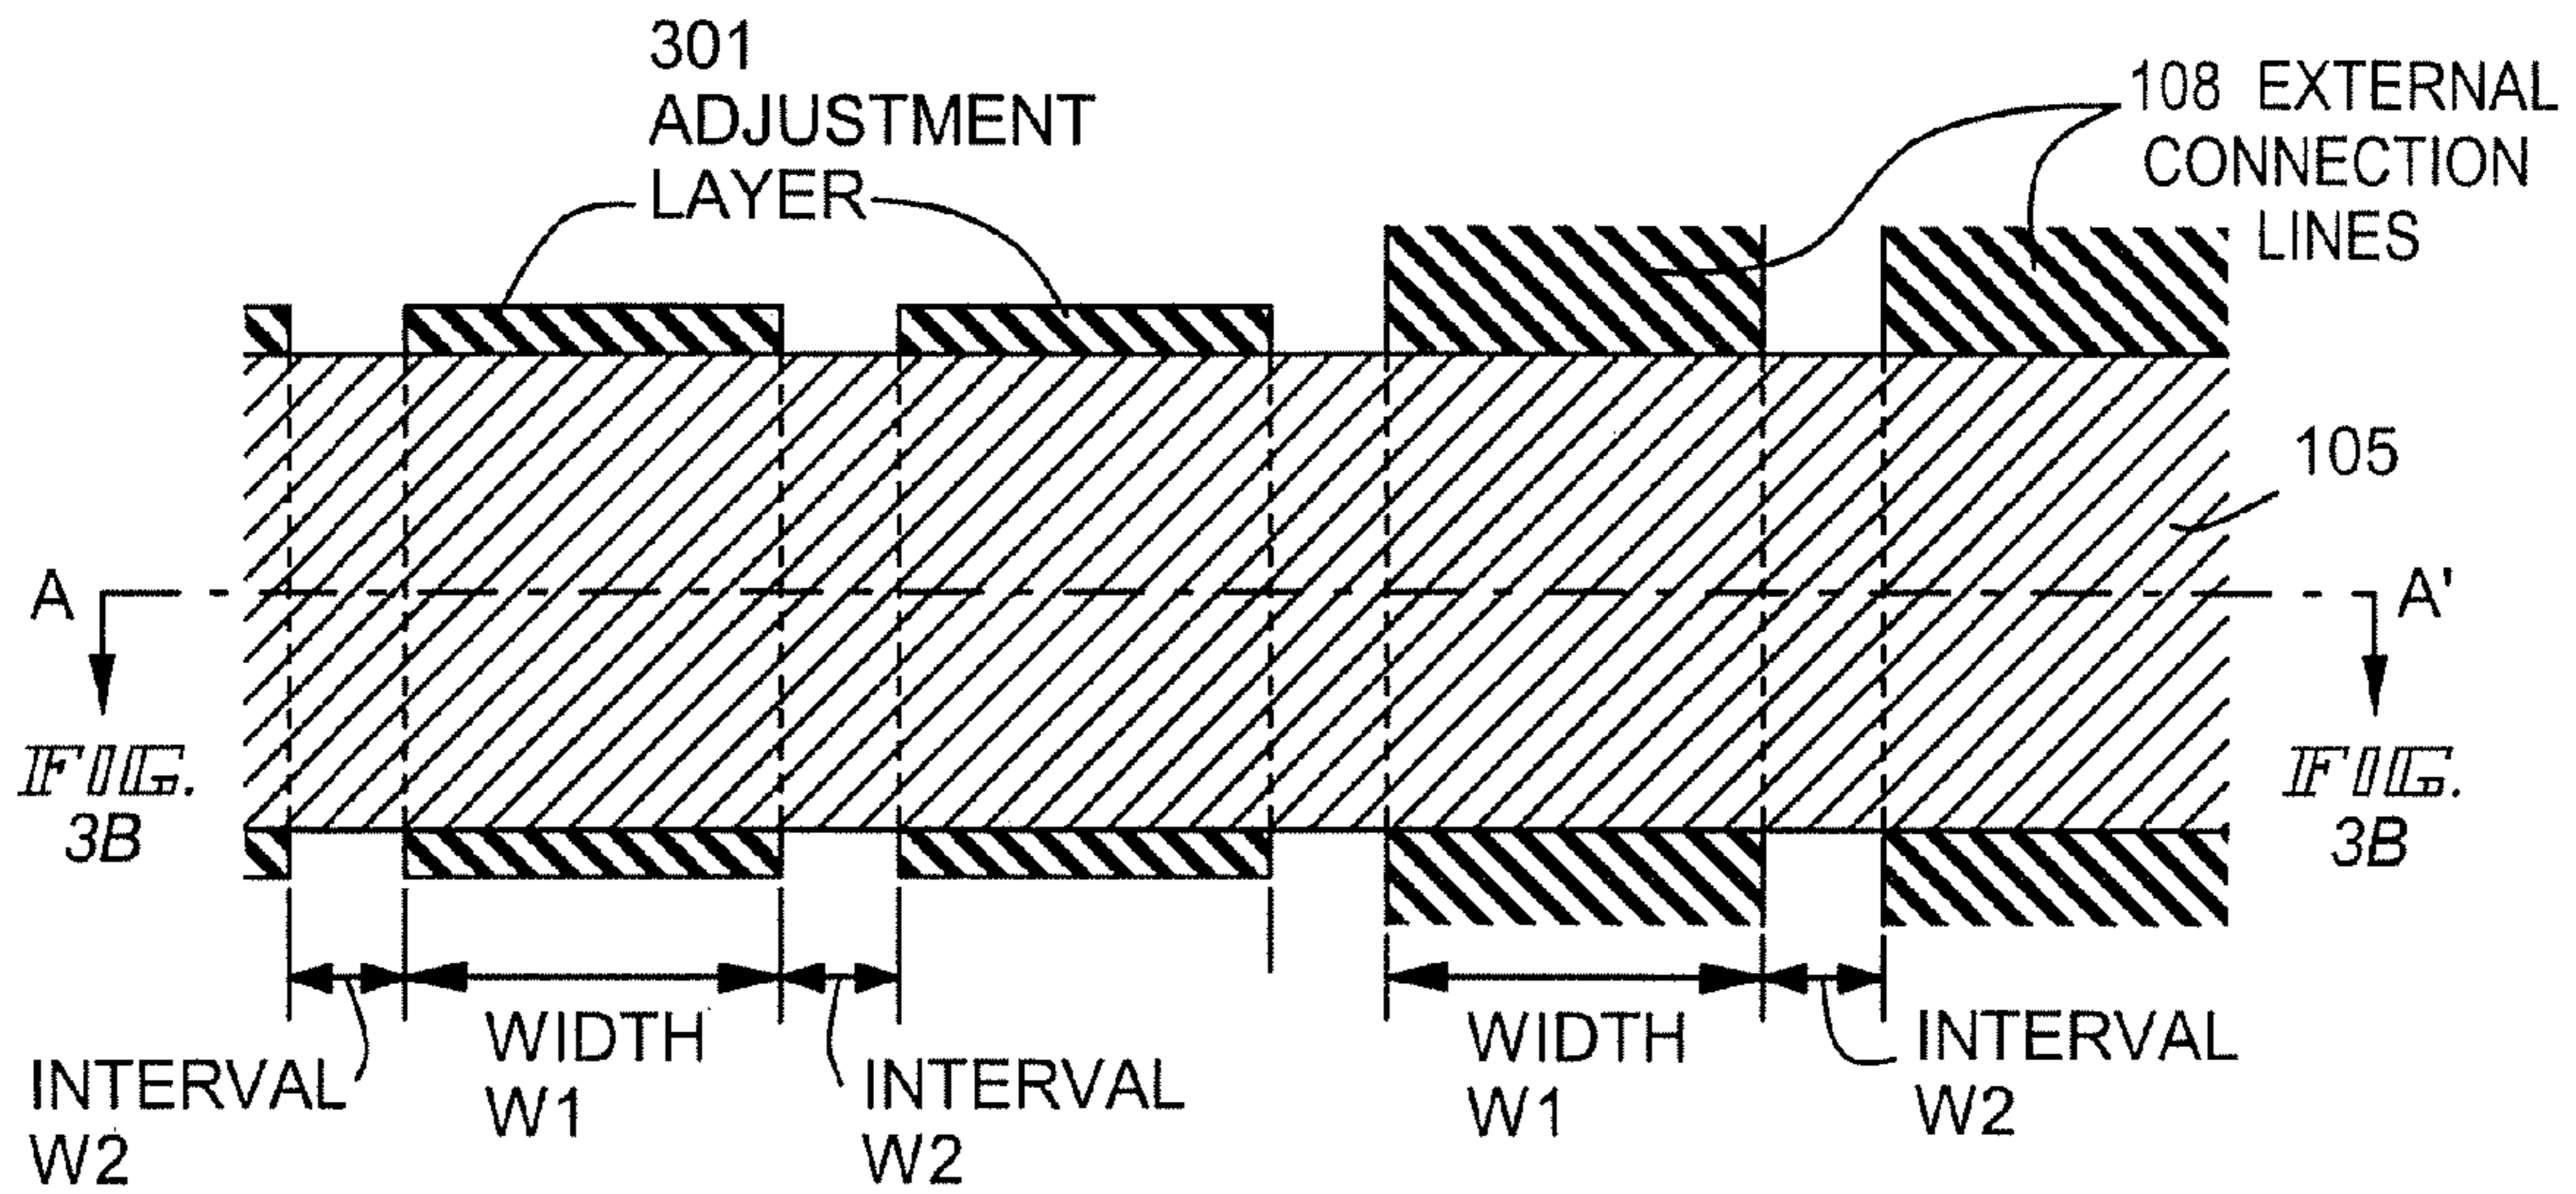 301
ADJUSTMENT
LAYER
108 EXTERNAL
CONNECTION
LINES
105
A
A'
FIG.
3B
FIG.
3B
INTERVAL
W2
WIDTH
W1
INTERVAL
W2
WIDTH
W1
INTERVAL
W2